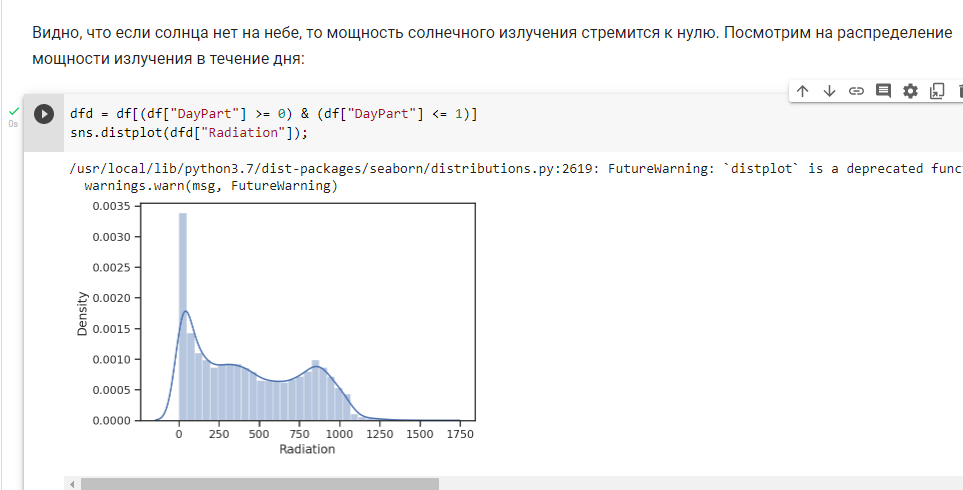 Видно, что если солнца нет на небе, то мощность солнечного излучения стремится к нулю. Посмотрим на распределение
мощности излучения в течение дня:
0s
dfd = df[(df["DayPart"] >= 0) & (df["DayPart"] <= 1)]
sns.distplot(dfd["Radiation"]);
/usr/local/lib/python3.7/dist-packages/seaborn/distributions.py:2619: FutureWarning: `distplot` is a deprecated func
warnings.warn(msg, FutureWarning)
0.0035
0.0030
0.0025
0.0020
0.0015
0.0010
0.0005
0.0000
Density
0 250 500 750 1000 1250 1500 1750
Radiation